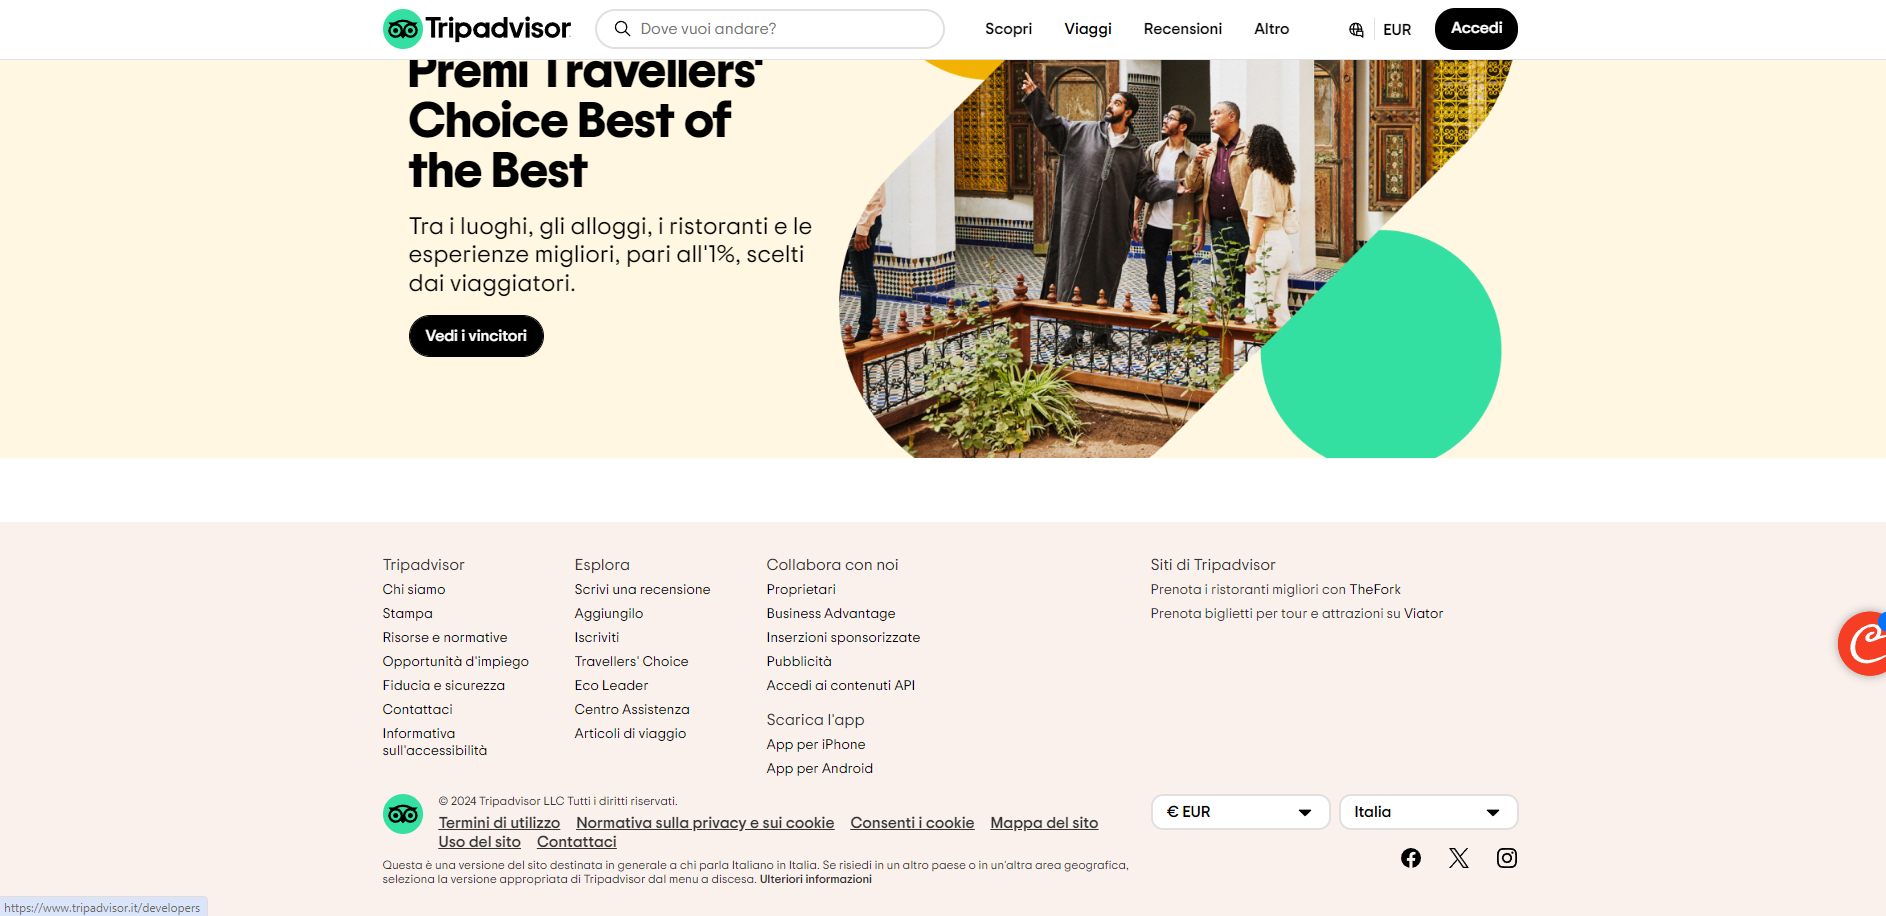 Tripadvisor
Dove vuoi andare?
Scopri
Viaggi
Recensioni
Altro
EUR
Accedi
Premi Travellers'
Choice Best of
the Best
Tra i luoghi, gli alloggi, i ristoranti e le
esperienze migliori, pari all'1%, scelti
dai viaggiatori.
Vedi i vincitori
Tripadvisor
Chi siamo
Stampa
Risorse e normative
Opportunità d'impiego
Fiducia e sicurezza
Contattaci
Informativa
sull'accessibilità
Esplora
Scrivi una recensione
Aggiungilo
Iscriviti
Travellers' Choice
Eco Leader
Centro Assistenza
Articoli di viaggio
Collabora con noi
Proprietari
Business Advantage
Inserzioni sponsorizzate
Pubblicità
Accedi ai contenuti API
Scarica l'app
App per iPhone
App per Android
Siti di Tripadvisor
Prenota i ristoranti migliori con TheFork
Prenota biglietti per tour e attrazioni su Viator
© 2024 Tripadvisor LLC Tutti i diritti riservati.
Termini di utilizzo Normativa sulla privacy e sui cookie Consenti i cookie Mappa del sito
Uso del sito Contattaci
Questa è una versione del sito destinata in generale a chi parla Italiano in Italia. Se risiedi in un altro paese o in un'altra area geografica,
seleziona la versione appropriata di Tripadvisor dal menu a discesa. Ulteriori informazioni
€ EUR
Italia
https://www.tripadvisor.it/developers